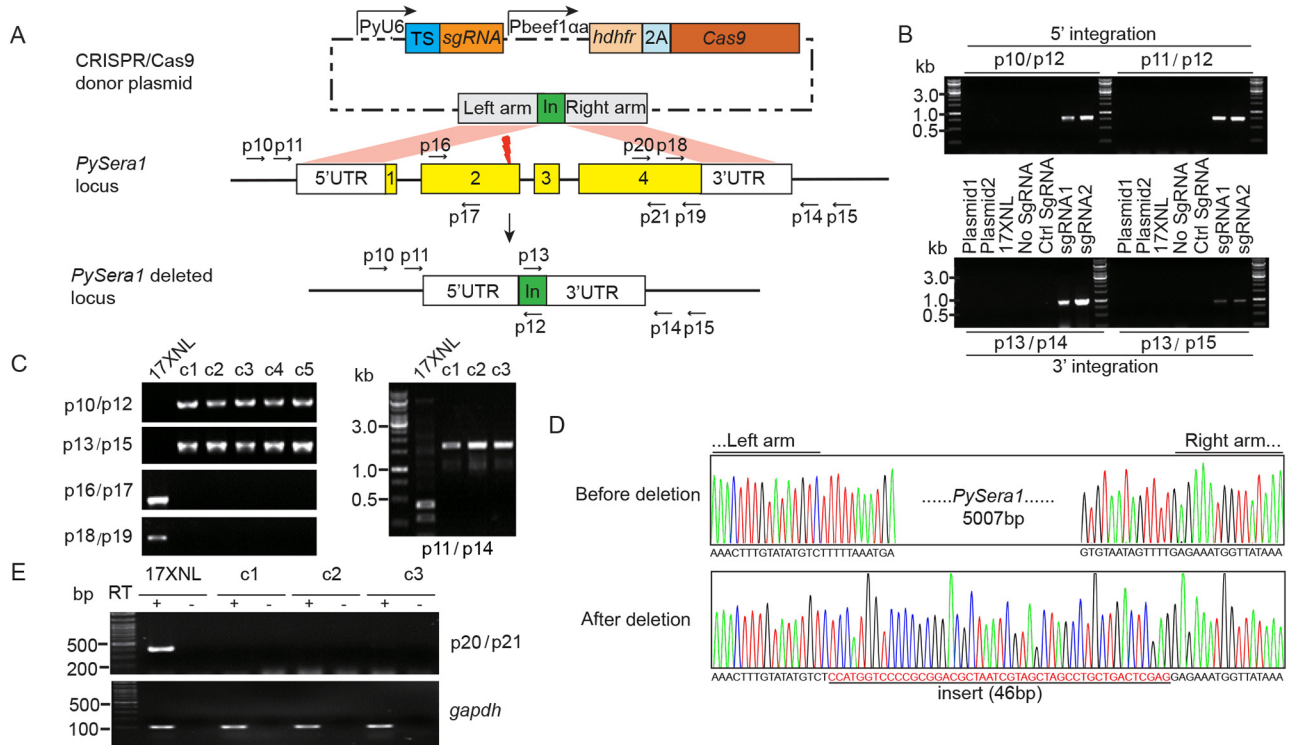 A
CRISPR/Cas9
donor plasmid
PyU6
TS
sgRNA
Pbeef1αa
hdhfr
2A
Cas9
Left arm
In
Right arm
PySera1
locus
p10
p11
p16
p20
p18
5'UTR
1
2
3
4
3'UTR
p17
p21
p19
p14
p15
PySera1 deleted
locus
p10
p11
p13
5'UTR
In
3'UTR
p12
p14
p15
B
5' integration
kb
p10/p12
p11/p12
3.0
1.0
0.5
Plasmid1
Plasmid2
17XNL
No SgRNA
Ctrl SgRNA
sgRNA1
sgRNA2
Plasmid1
Plasmid2
17XNL
No SgRNA
Ctrl SgRNA
sgRNA1
sgRNA2
kb
3.0
1.0
0.5
p13/p14
p13/p15
3' integration
C
17XNL
c1 c2 c3 c4 c5
p10/p12
p13/p15
p16/p17
p18/p19
kb
17XNL
c1 c2 c3
3.0
1.0
0.5
p11/p14
D
...Left arm
Right arm...
Before deletion
......PySera1......
5007bp
AAACTTTGTATATGTCTTTTTAAATGA
GTGTAATAGTTTTGAGAAATGGTTATAAA
After deletion
AAACTTTGTATATGTCTCCATGGTCCCCGCGGACGCTAATCGTAGCTAGCCTGCTGACTCGAGGAGAAATGGTTATAAA
insert (46bp)
E
17XNL c1 c2 c3
bp RT + - + - + - + -
500
200
p20/p21
500
100
gapdh